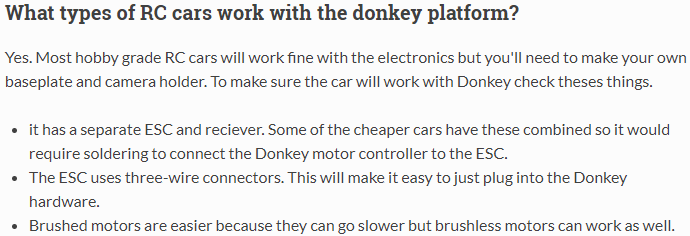 What types of RC cars work with the donkey platform?
Yes. Most hobby grade RC cars will work fine with the electronics but you'll need to make your own
baseplate and camera holder. To make sure the car will work with Donkey check theses things.
• it has a separate ESC and reciever. Some of the cheaper cars have these combined so it would
require soldering to connect the Donkey motor controller to the ESC.
• The ESC uses three-wire connectors. This will make it easy to just plug into the Donkey
hardware.
• Brushed motors are easier because they can go slower but brushless motors can work as well.